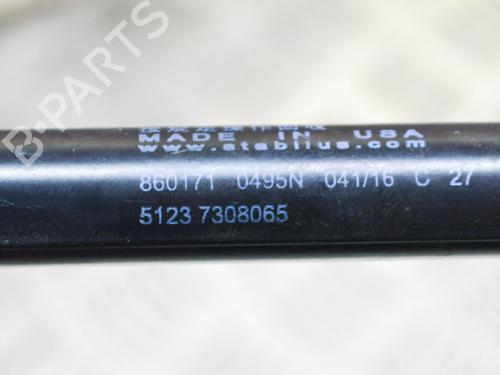 B-PARTS
MADE IN USA
www.stabilus.com
860171 0495N 041/16 C 27
5123 7308065